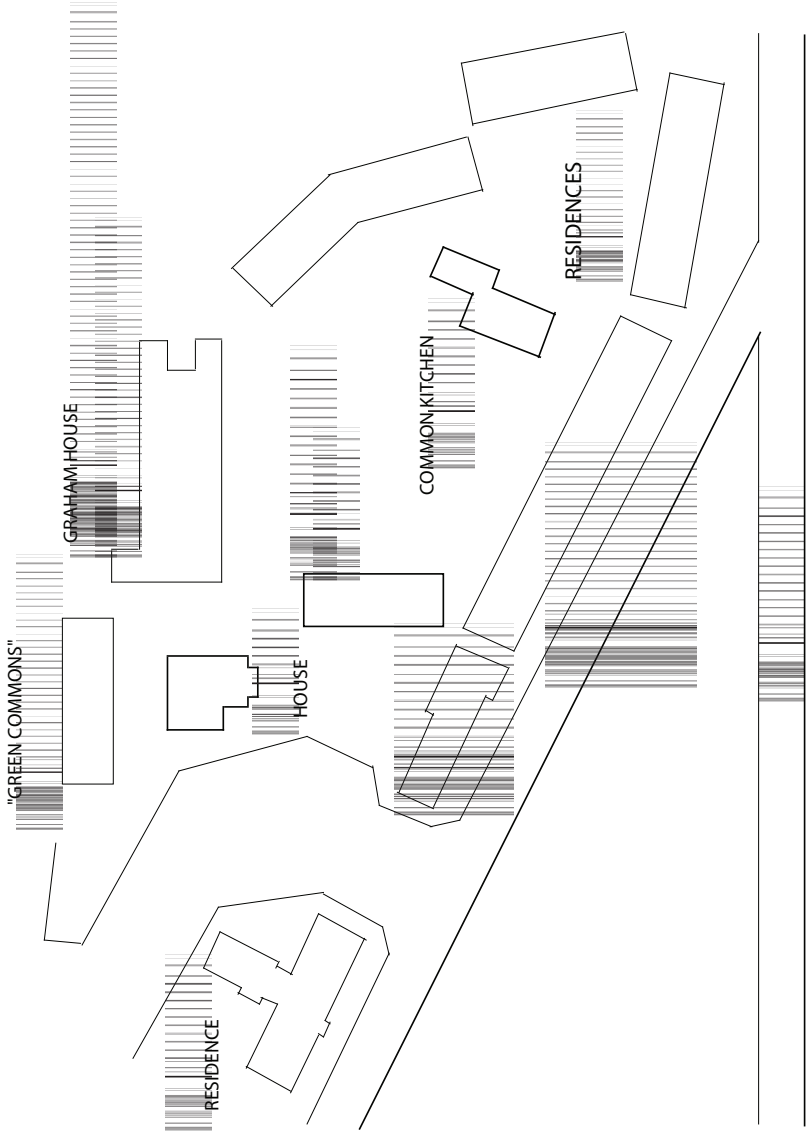 "GREEN COMMONS"
GRAHAM HOUSE
HOUSE
RESIDENCE
COMMON KITCHEN
RESIDENCES